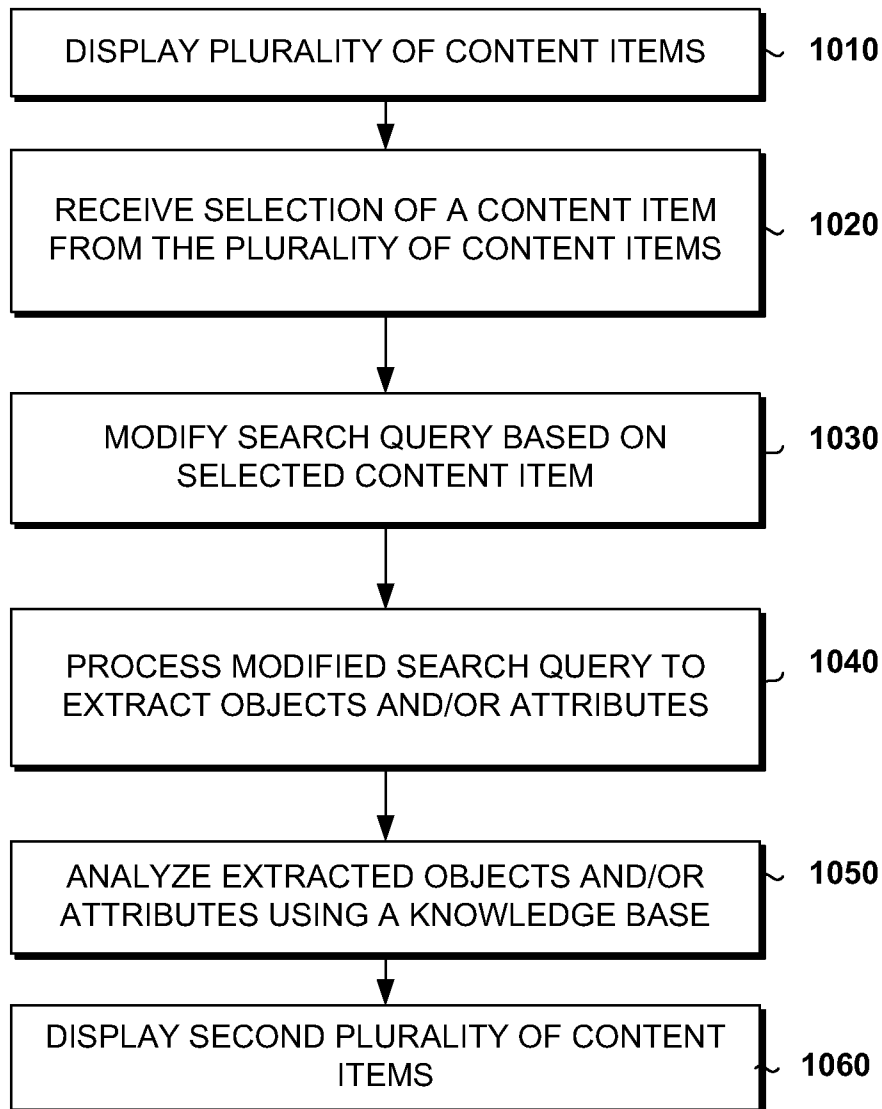 DISPLAY PLURALITY OF CONTENT ITEMS
1010
RECEIVE SELECTION OF A CONTENT ITEM
FROM THE PLURALITY OF CONTENT ITEMS
1020
MODIFY SEARCH QUERY BASED ON
SELECTED CONTENT ITEM
1030
PROCESS MODIFIED SEARCH QUERY TO
EXTRACT OBJECTS AND/OR ATTRIBUTES
1040
ANALYZE EXTRACTED OBJECTS AND/OR
ATTRIBUTES USING A KNOWLEDGE BASE
1050
DISPLAY SECOND PLURALITY OF CONTENT
ITEMS
1060